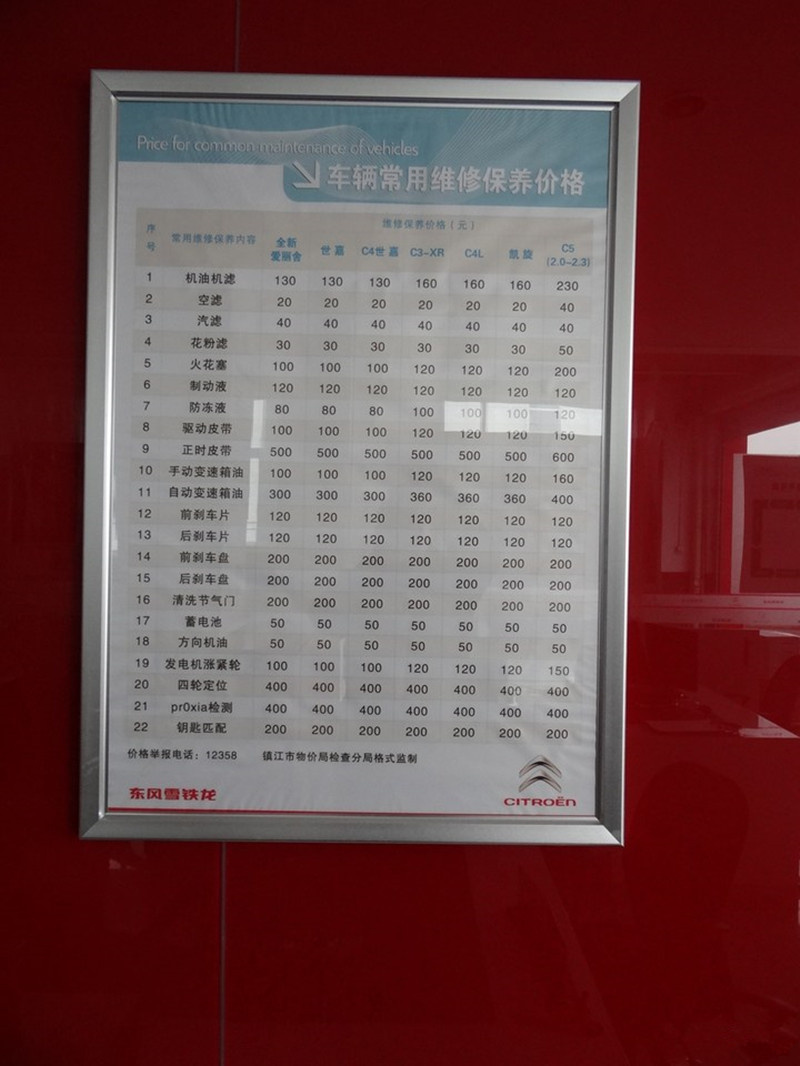 Price for common maintenance of vehicles
车辆常用维修保养价格
序号 常用维修保养内容 维修保养价格（元）
全新爱丽舍 世嘉 C4世嘉 C3-XR C4L 凯旋 C5 (2.0-2.3)
1 机油机滤 130 130 130 160 160 160 230
2 空滤 20 20 20 20 20 20 40
3 汽滤 40 40 40 40 40 40 40
4 花粉滤 30 30 30 30 30 30 50
5 火花塞 100 100 100 120 120 120 200
6 制动液 120 120 120 120 120 120 120
7 防冻液 80 80 80 100 100 100 120
8 驱动皮带 100 100 100 120 120 120 150
9 正时皮带 500 500 500 500 500 500 600
10 手动变速箱油 100 100 100 120 120 120 160
11 自动变速箱油 300 300 300 360 360 360 400
12 前刹车片 120 120 120 120 120 120 120
13 后刹车片 120 120 120 120 120 120 120
14 前刹车盘 200 200 200 200 200 200 200
15 后刹车盘 200 200 200 200 200 200 200
16 清洗节气门 200 200 200 200 200 200 200
17 蓄电池 50 50 50 50 50 50 50
18 方向机油 50 50 50 50 50 50 50
19 发电机涨紧轮 100 100 100 120 120 120 150
20 四轮定位 400 400 400 400 400 400 400
21 pr0xia检测 400 400 400 400 400 400 400
22 钥匙匹配 200 200 200 200 200 200 200
价格举报电话：12358 镇江市物价局检查分局格式监制
东风雪铁龙 CITROËN